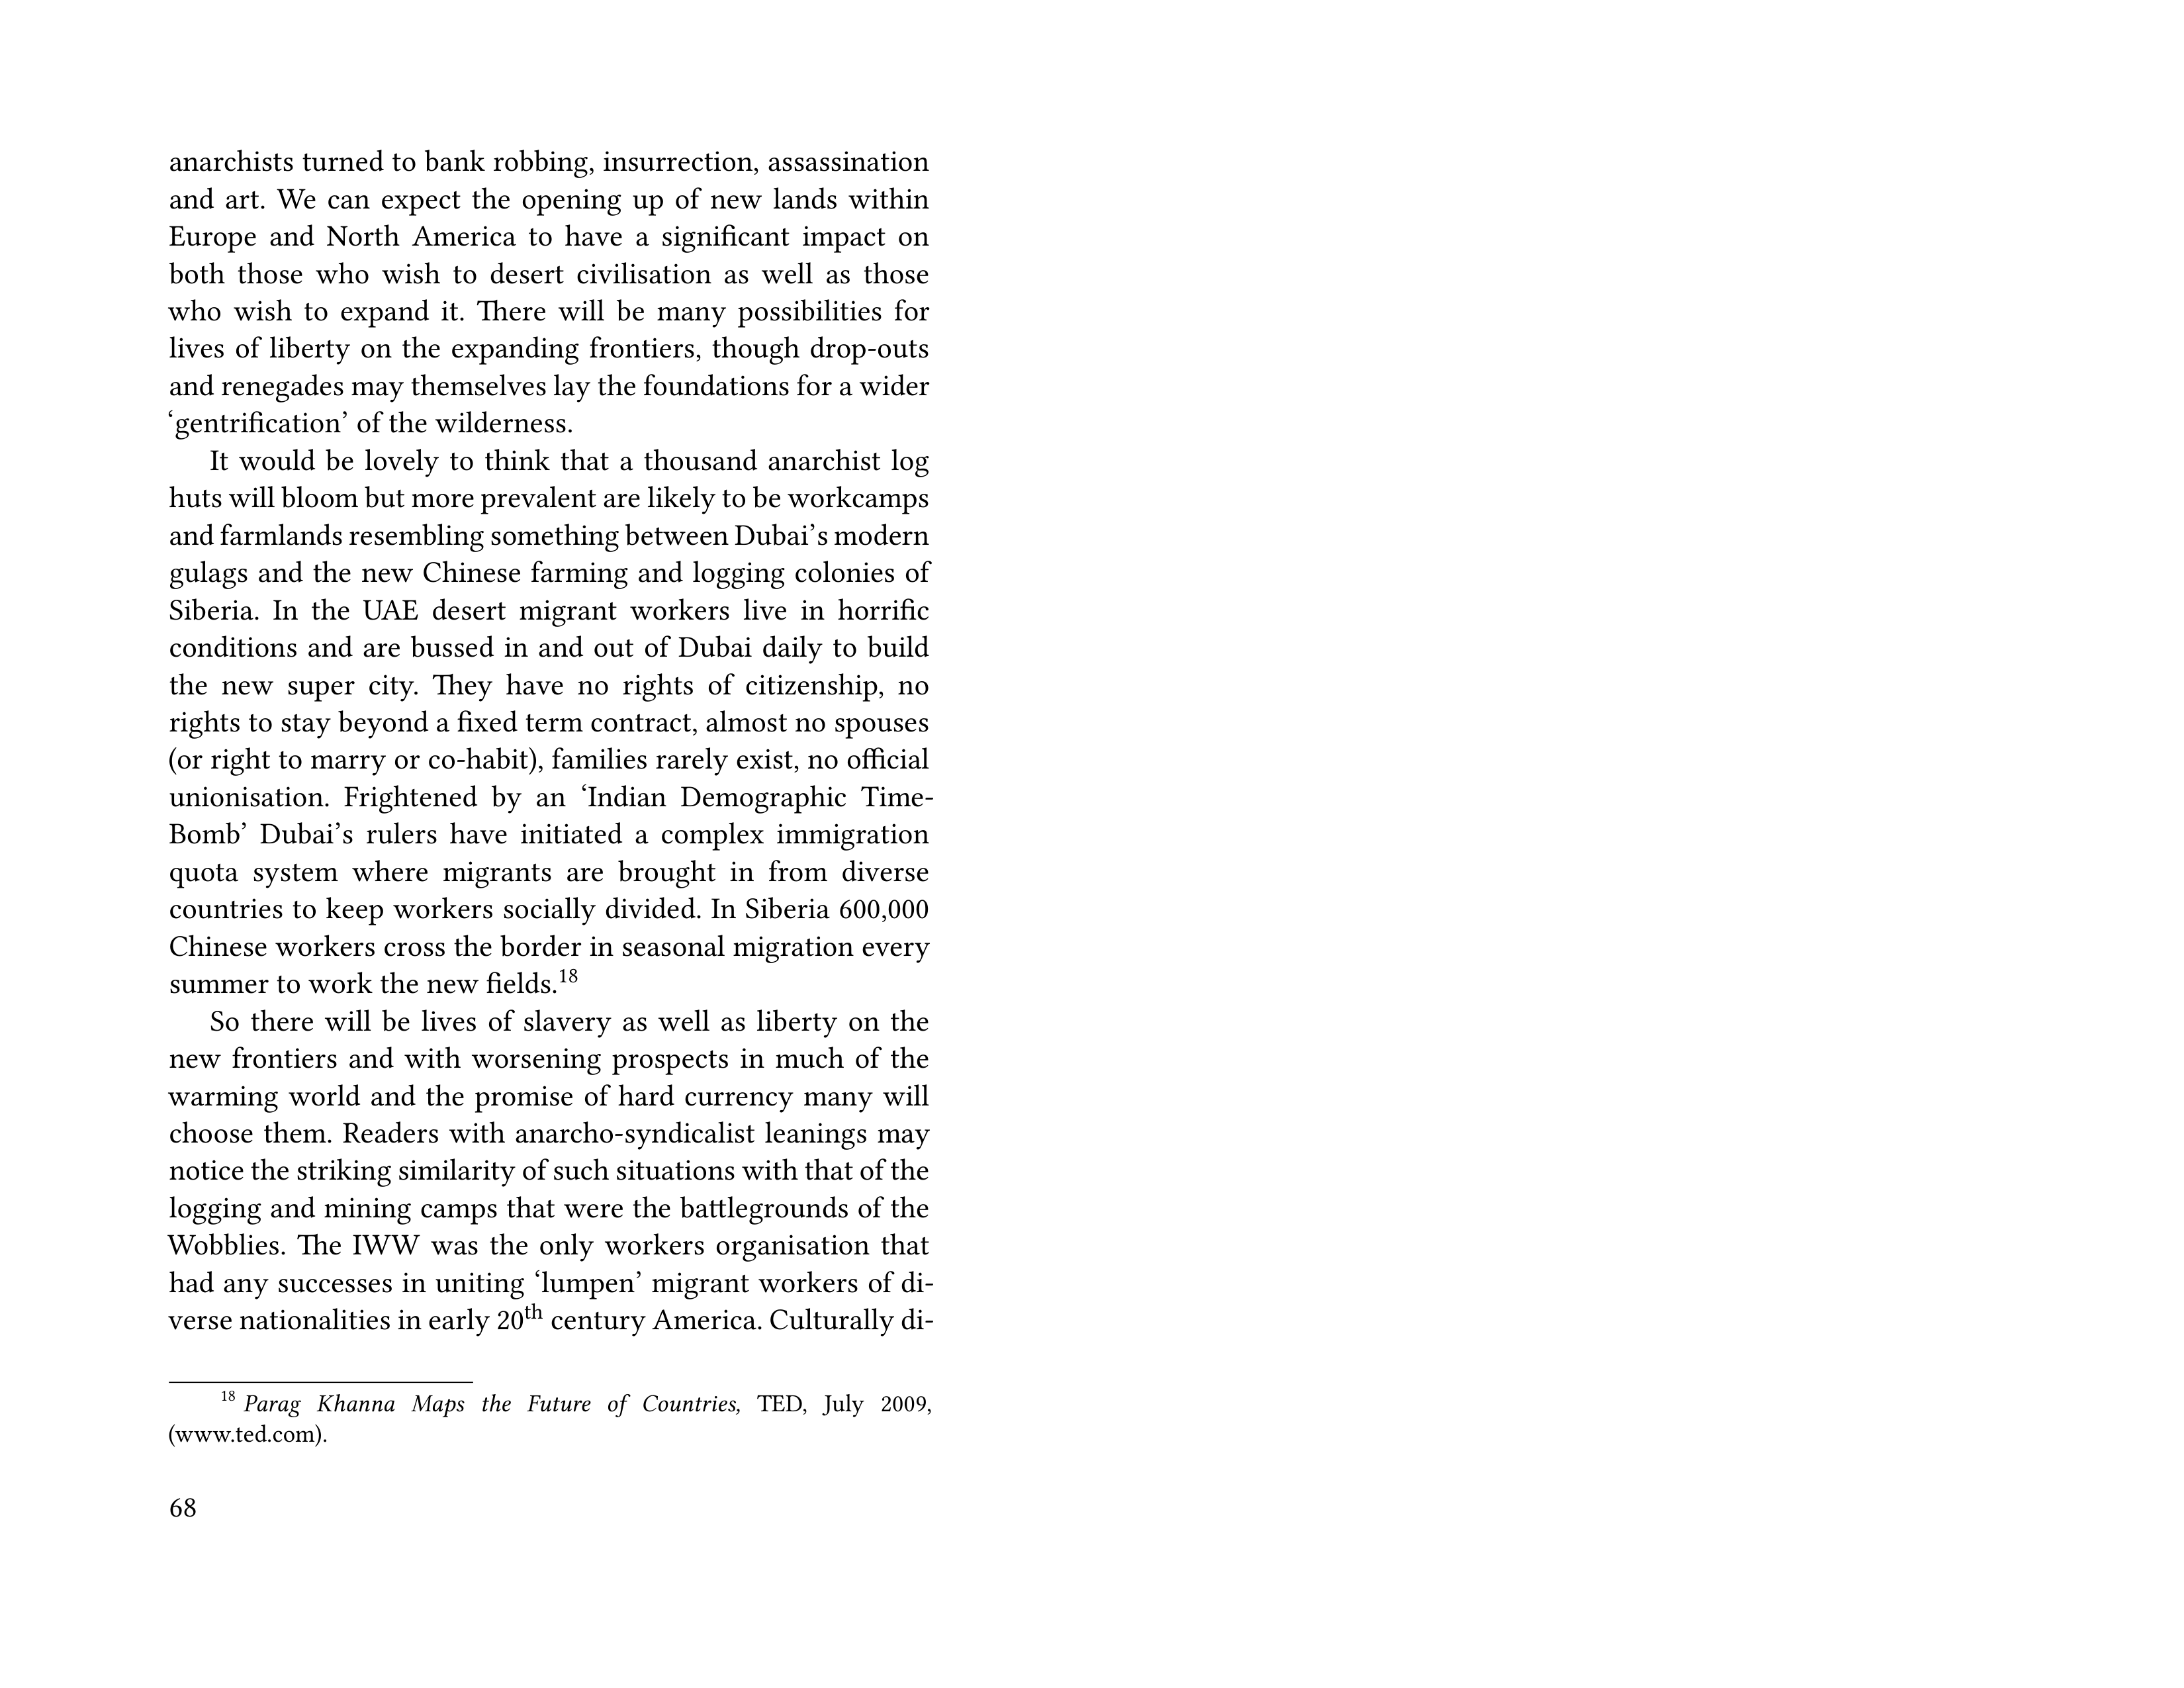 anarchists turned to bank robbing, insurrection, assassination
and art. We can expect the opening up of new lands within
Europe and North America to have a significant impact on
both those who wish to desert civilisation as well as those
who wish to expand it. There will be many possibilities for
lives of liberty on the expanding frontiers, though drop-outs
and renegades may themselves lay the foundations for a wider
‘gentrification’ of the wilderness.
It would be lovely to think that a thousand anarchist log
huts will bloom but more prevalent are likely to be workcamps
and farmlands resembling something between Dubai’s modern
gulags and the new Chinese farming and logging colonies of
Siberia. In the UAE desert migrant workers live in horrific
conditions and are bussed in and out of Dubai daily to build
the new super city. They have no rights of citizenship, no
rights to stay beyond a fixed term contract, almost no spouses
(or right to marry or co-habit), families rarely exist, no official
unionisation. Frightened by an ‘Indian Demographic Time-
Bomb’ Dubai’s rulers have initiated a complex immigration
quota system where migrants are brought in from diverse
countries to keep workers socially divided. In Siberia 600,000
Chinese workers cross the border in seasonal migration every
summer to work the new fields.18
So there will be lives of slavery as well as liberty on the
new frontiers and with worsening prospects in much of the
warming world and the promise of hard currency many will
choose them. Readers with anarcho-syndicalist leanings may
notice the striking similarity of such situations with that of the
logging and mining camps that were the battlegrounds of the
Wobblies. The IWW was the only workers organisation that
had any successes in uniting ‘lumpen’ migrant workers of di-
verse nationalities in early 20th century America. Culturally di-
18 Parag Khanna Maps the Future of Countries, TED, July 2009,
(www.ted.com).
68